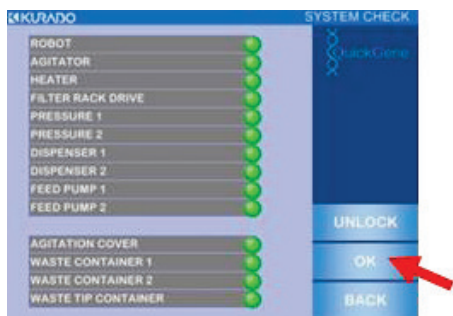 KURABO
SYSTEM CHECK
QuickGene
ROBOT
AGITATOR
HEATER
FILTER RACK DRIVE
PRESSURE 1
PRESSURE 2
DISPENSER 1
DISPENSER 2
FEED PUMP 1
FEED PUMP 2
AGITATION COVER
WASTE CONTAINER 1
WASTE CONTAINER 2
WASTE TIP CONTAINER
UNLOCK
OK
BACK